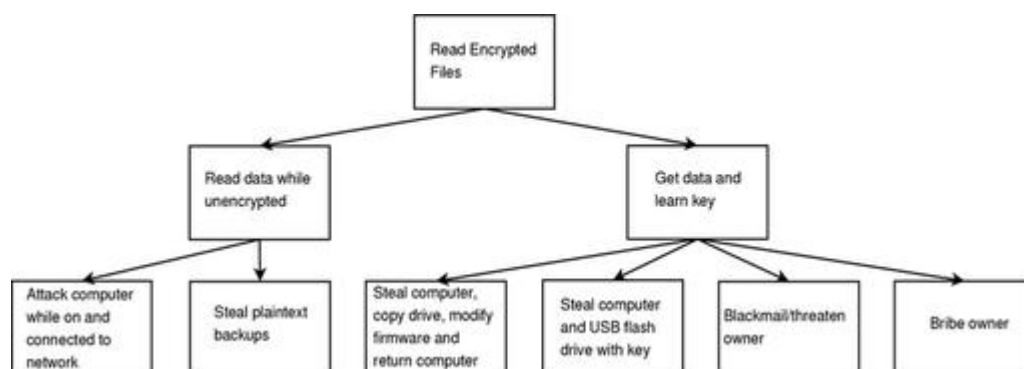 Read Encrypted
Files
Read data while
unencrypted
Get data and
learn key
Attack computer
while on and
connected to
network
Steal plaintext
backups
Steal computer,
copy drive, modify
firmware and
return computer
Steal computer
and USB flash
drive with key
Blackmail/threaten
owner
Bribe owner